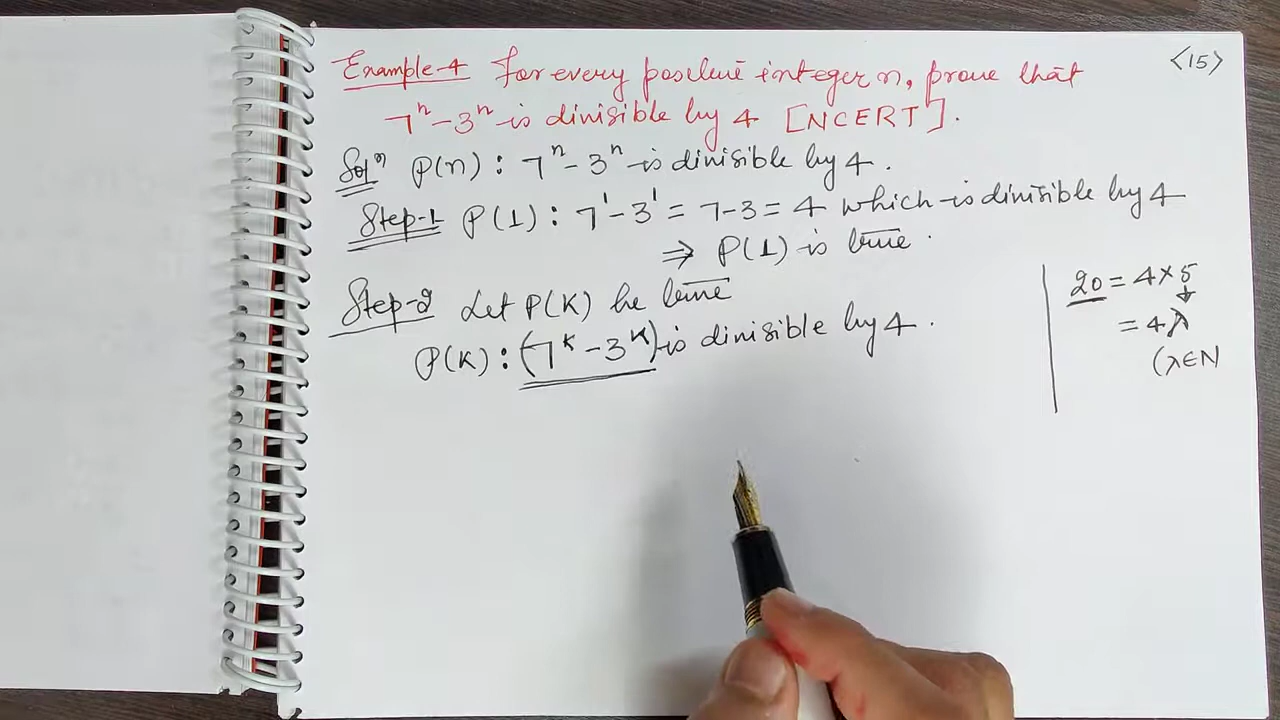 Example-4 For every positive integer n, prove that <15>
7ⁿ - 3ⁿ is divisible by 4 [NCERT].
Solⁿ P(n) : 7ⁿ - 3ⁿ is divisible by 4.
Step-1 P(1) : 7¹ - 3¹ = 7 - 3 = 4 which is divisible by 4
⇒ P(1) is true.
Step-2 Let P(K) be true
P(K) : (7ᴷ - 3ᴷ) is divisible by 4.
20 = 4 × 5
↓
= 4λ
(λ∈N